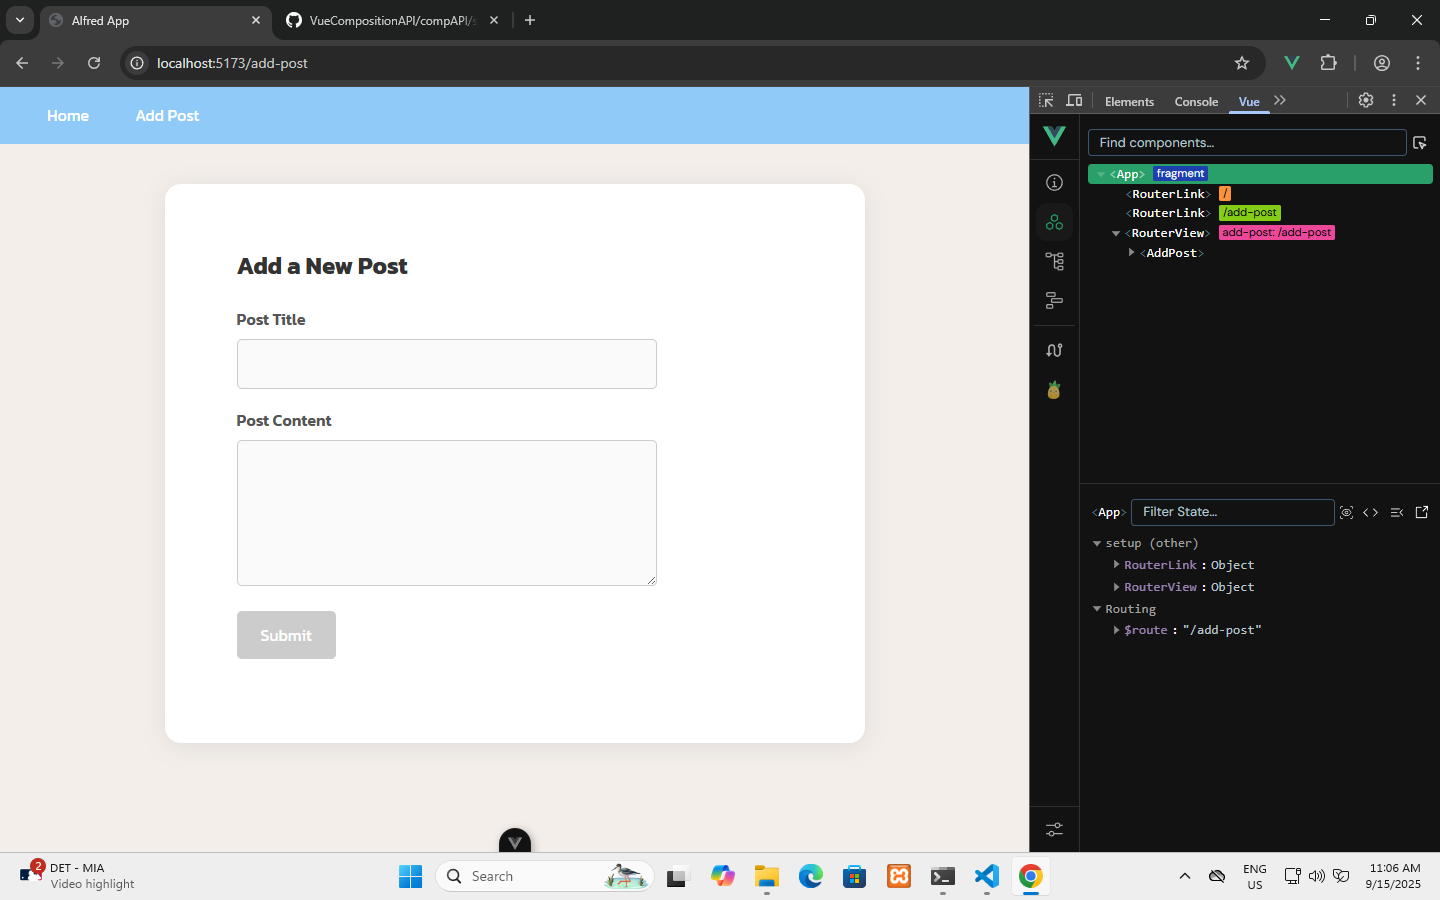 Alfred App
VueCompositionAPI/compAPI/
localhost:5173/add-post
Home
Add Post
Add a New Post
Post Title
Post Content
Submit
Elements
Console
Vue
Find components...
<App> fragment
<RouterLink> /
<RouterLink> /add-post
<RouterView> add-post: /add-post
<AddPost>
<App>
Filter State...
setup (other)
RouterLink : Object
RouterView : Object
Routing
$route : "/add-post"
2
DET - MIA
Video highlight
Search
ENG
US
11:06 AM
9/15/2025